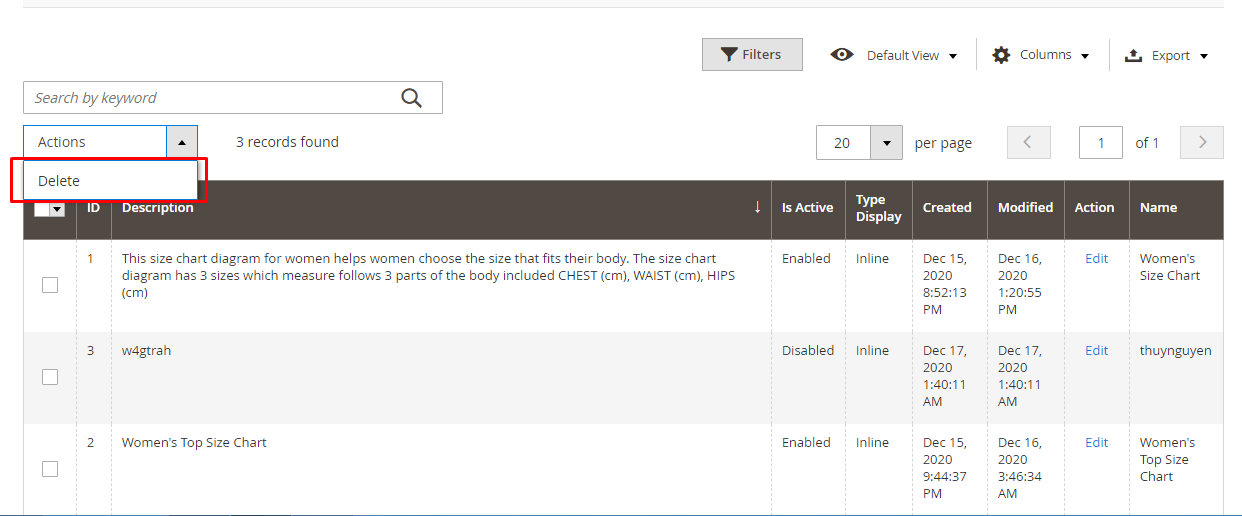 Filters
Default View
Columns
Export
Search by keyword
Actions
3 records found
20
per page
1
of 1
Delete
ID
Description
↓
Is Active
Type
Display
Created
Modified
Action
Name
1
This size chart diagram for women helps women choose the size that fits their body. The size chart
diagram has 3 sizes which measure follows 3 parts of the body included CHEST (cm), WAIST (cm), HIPS
(cm)
Enabled
Inline
Dec 15,
2020
8:52:13
PM
Dec 16,
2020
1:20:55
PM
Edit
Women's
Size Chart
3
w4gtrah
Disabled
Inline
Dec 17,
2020
1:40:11
AM
Dec 17,
2020
1:40:11
AM
Edit
thuynguyen
2
Women's Top Size Chart
Enabled
Inline
Dec 15,
2020
9:44:37
PM
Dec 16,
2020
3:46:34
AM
Edit
Women's
Top Size
Chart